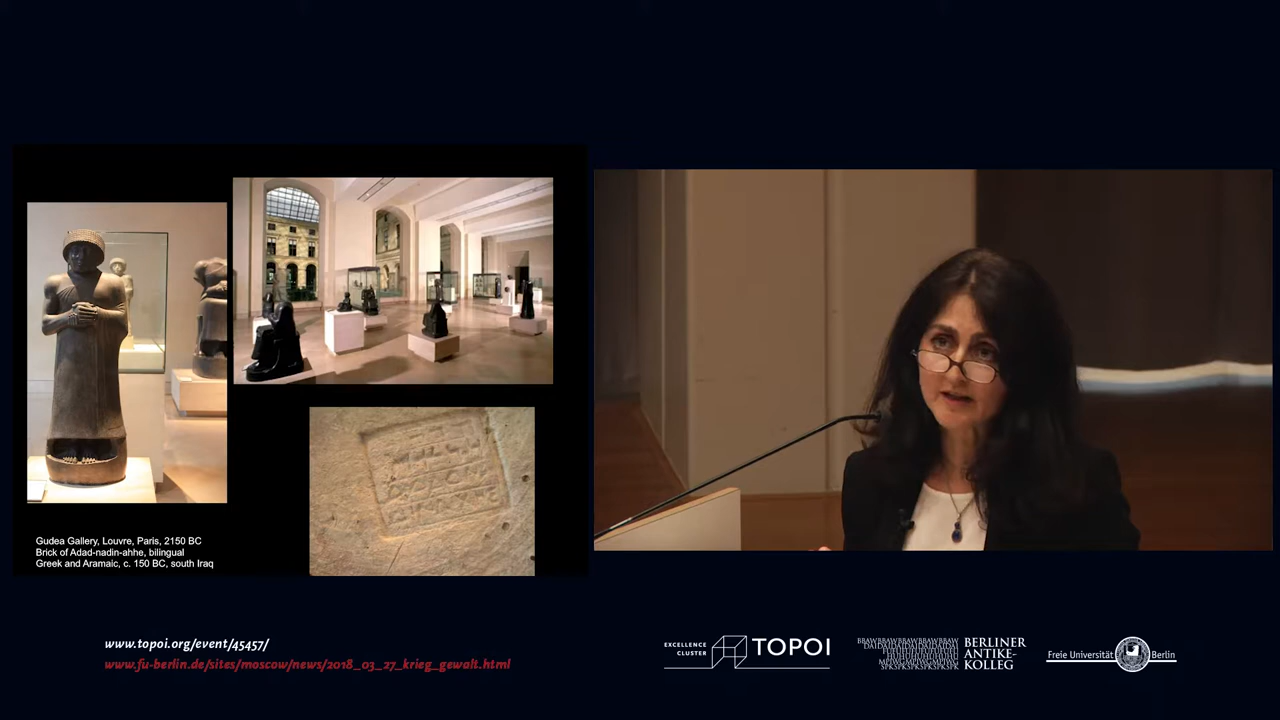 Gudea Gallery, Louvre, Paris, 2150 BC
Brick of Adad-nadin-ahhe, bilingual
Greek and Aramaic, c. 150 BC, south Iraq
www.topoi.org/event/45457/
www.fu-berlin.de/sites/moscow/news/2018_03_27_krieg_gewalt.html
EXCELLENCE
CLUSTER
TOPOI
BERLINER
ANTIKE-
KOLLEG
Freie Universität Berlin